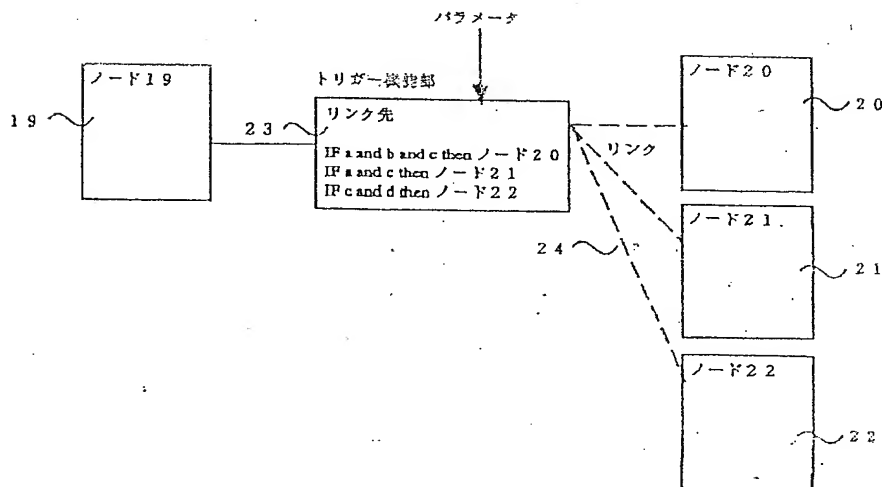 パラメータ
ノード19
トリガー機能部
ノード20
19
23
リンク先
20
IF a and b and c then ノード20
IF a and c then ノード21
IF c and d then ノード22
リンク
ノード21
24
21
ノード22
22